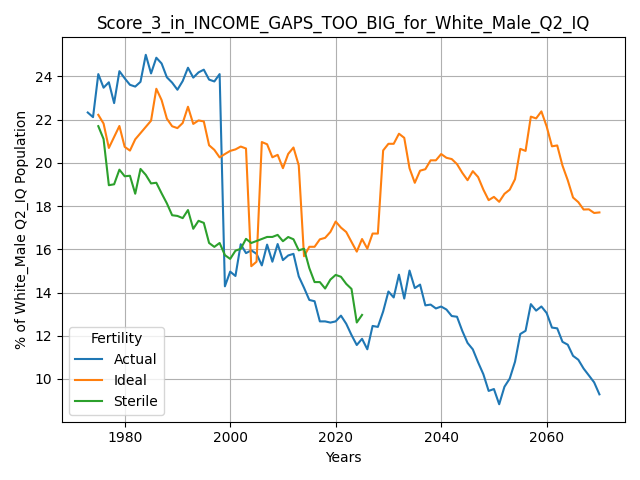 Score_3_in_INCOME_GAPS_TOO_BIG_for_White_Male_Q2_IQ
% of White_Male Q2_IQ Population
24
22
20
18
16
14
12
10
Fertility
Actual
Ideal
Sterile
1980
2000
2020
2040
2060
Years